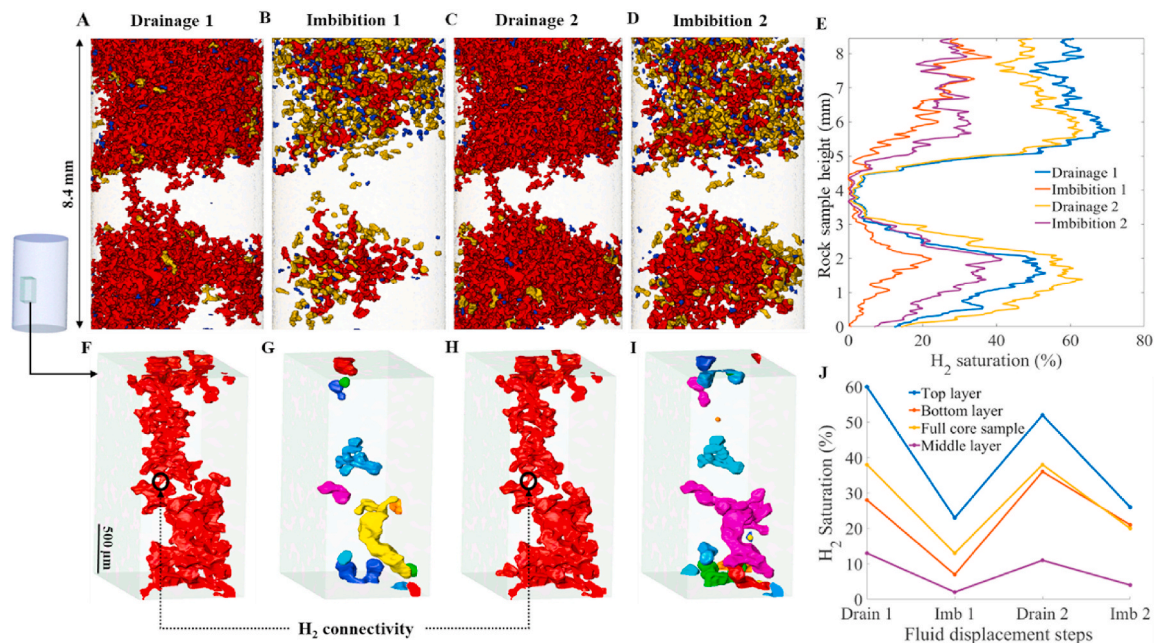 A Drainage 1
B Imbibition 1
C Drainage 2
D Imbibition 2
E
8.4 mm
Rock sample height (mm)
8
7
6
5
4
3
2
1
0
Drainage 1
Imbibition 1
Drainage 2
Imbibition 2
0 20 40 60 80
H₂ saturation (%)
F
G
H
I
500 μm
H₂ connectivity
J
H₂ Saturation (%)
60
50
40
30
20
10
0
Top layer
Bottom layer
Full core sample
Middle layer
Drain 1 Imb 1 Drain 2 Imb 2
Fluid displacement steps